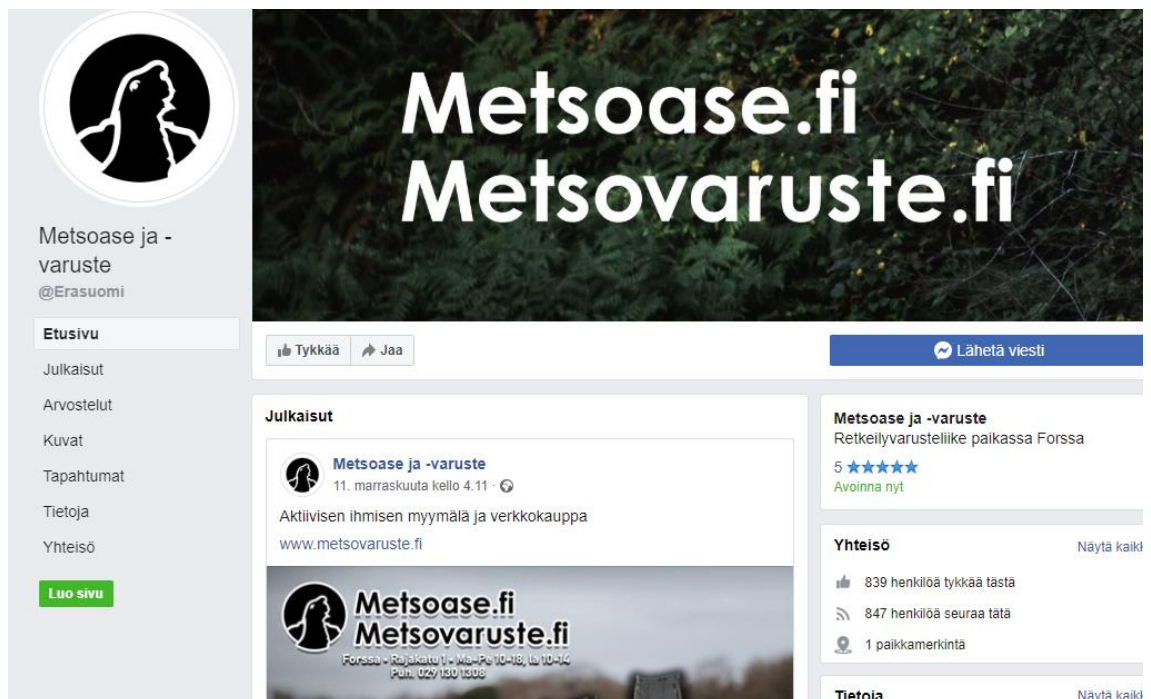 Metsoase.fi
Metsovaruste.fi
Metsoase ja -
varuste
@Erasuomi
Etusivu
Julkaisut
Arvostelut
Kuvat
Tapahtumat
Tietoja
Yhteisö
Luo sivu
Tykkää
Jaa
Lähetä viesti
Julkaisut
Metsoase ja -varuste
11. marraskuuta kello 4.11 ·
Aktiivisen ihmisen myymälä ja verkkokauppa
www.metsovaruste.fi
Metsoase.fi
Metsovaruste.fi
Forssa - Rajakatu 1 - Ma-Pe 10-18, la 10-14
Puh. 029 130 1308
Metsoase ja -varuste
Retkeilyvarusteliike paikassa Forssa
5 ★★★★★
Avoinna nyt
Yhteisö
Näytä kaikk
839 henkilöä tykkää tästä
847 henkilöä seuraa tätä
1 paikkamerkintä
Tietoja
Näytä kaikk